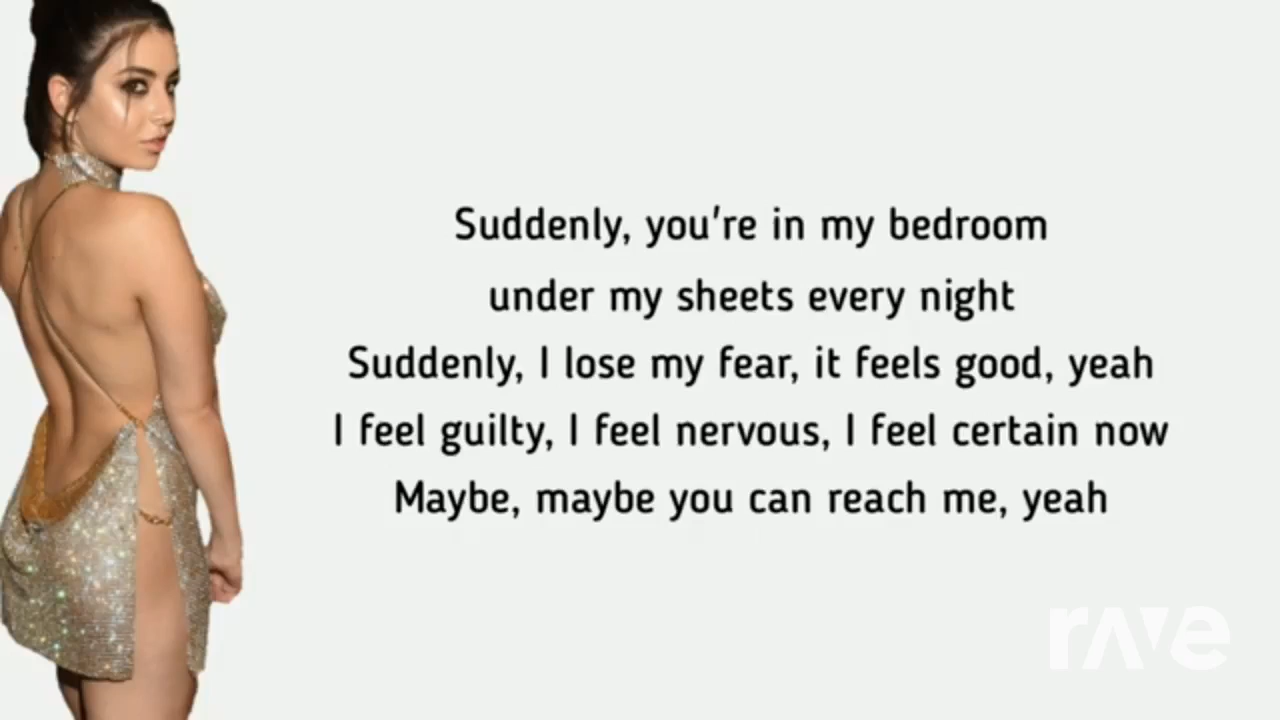 Suddenly, you're in my bedroom
under my sheets every night
Suddenly, I lose my fear, it feels good, yeah
I feel guilty, I feel nervous, I feel certain now
Maybe, maybe you can reach me, yeah
rave